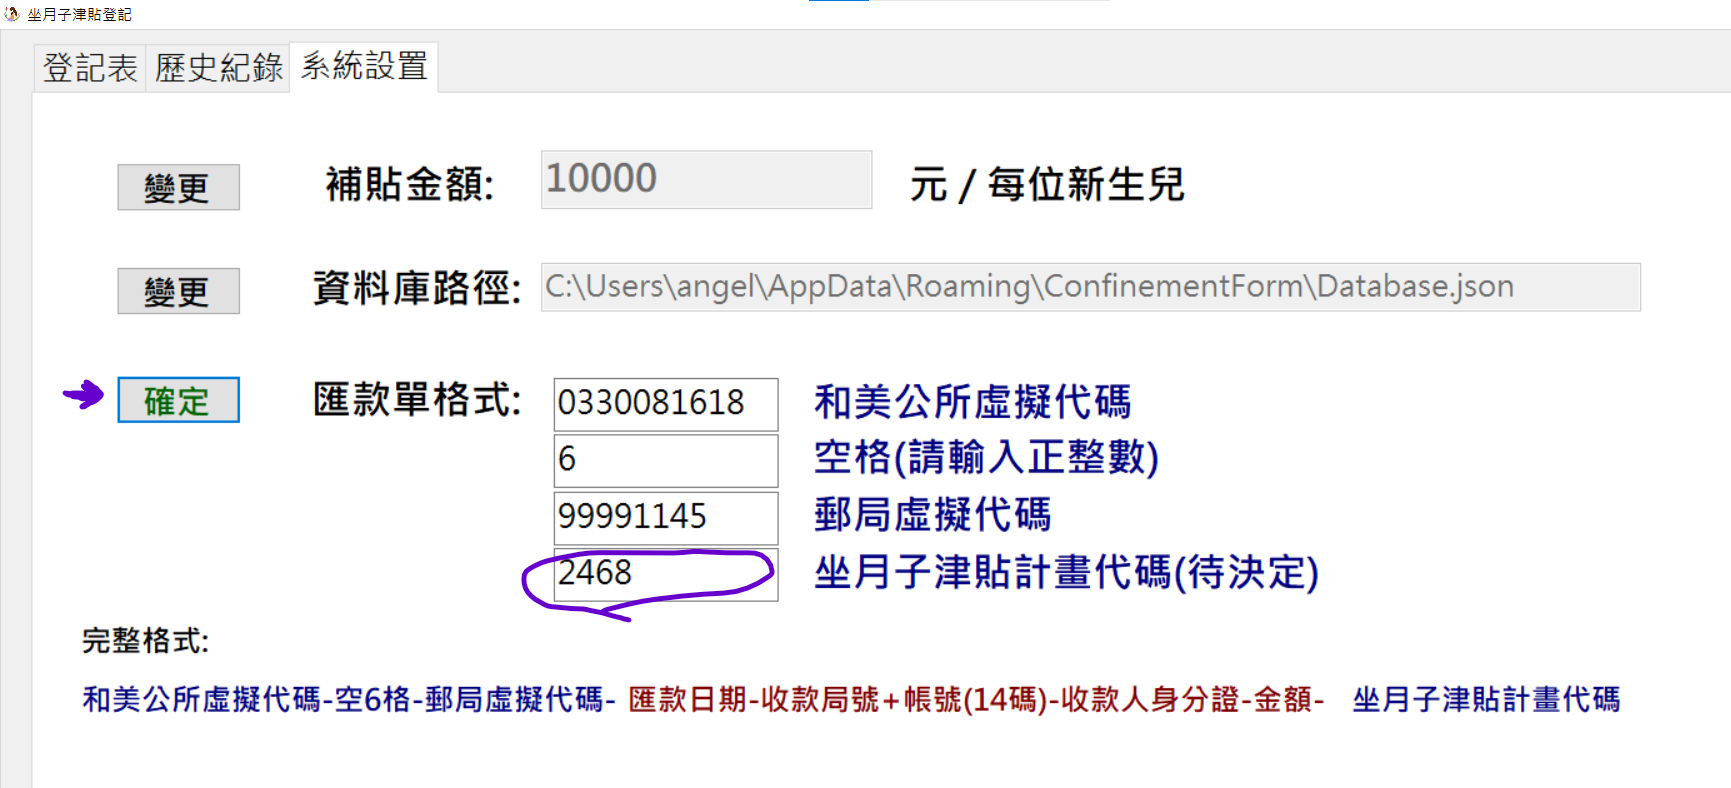 坐月子津貼登記
登記表 歷史紀錄 系統設置
變更 補貼金額: 10000 元 / 每位新生兒
變更 資料庫路徑: C:\Users\angel\AppData\Roaming\ConfinementForm\Database.json
確定 匯款單格式: 0330081618 和美公所虛擬代碼
6 空格(請輸入正整數)
99991145 郵局虛擬代碼
2468 坐月子津貼計畫代碼(待決定)
完整格式:
和美公所虛擬代碼-空6格-郵局虛擬代碼- 匯款日期-收款局號+帳號(14碼)-收款人身分證-金額- 坐月子津貼計畫代碼